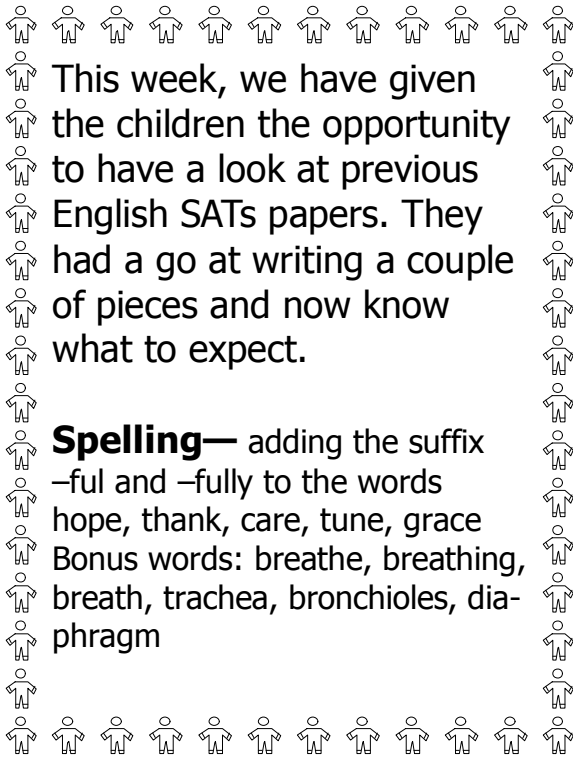 This week, we have given
the children the opportunity
to have a look at previous
English SATs papers. They
had a go at writing a couple
of pieces and now know
what to expect.
Spelling— adding the suffix
–ful and –fully to the words
hope, thank, care, tune, grace
Bonus words: breathe, breathing,
breath, trachea, bronchioles, dia-
phragm